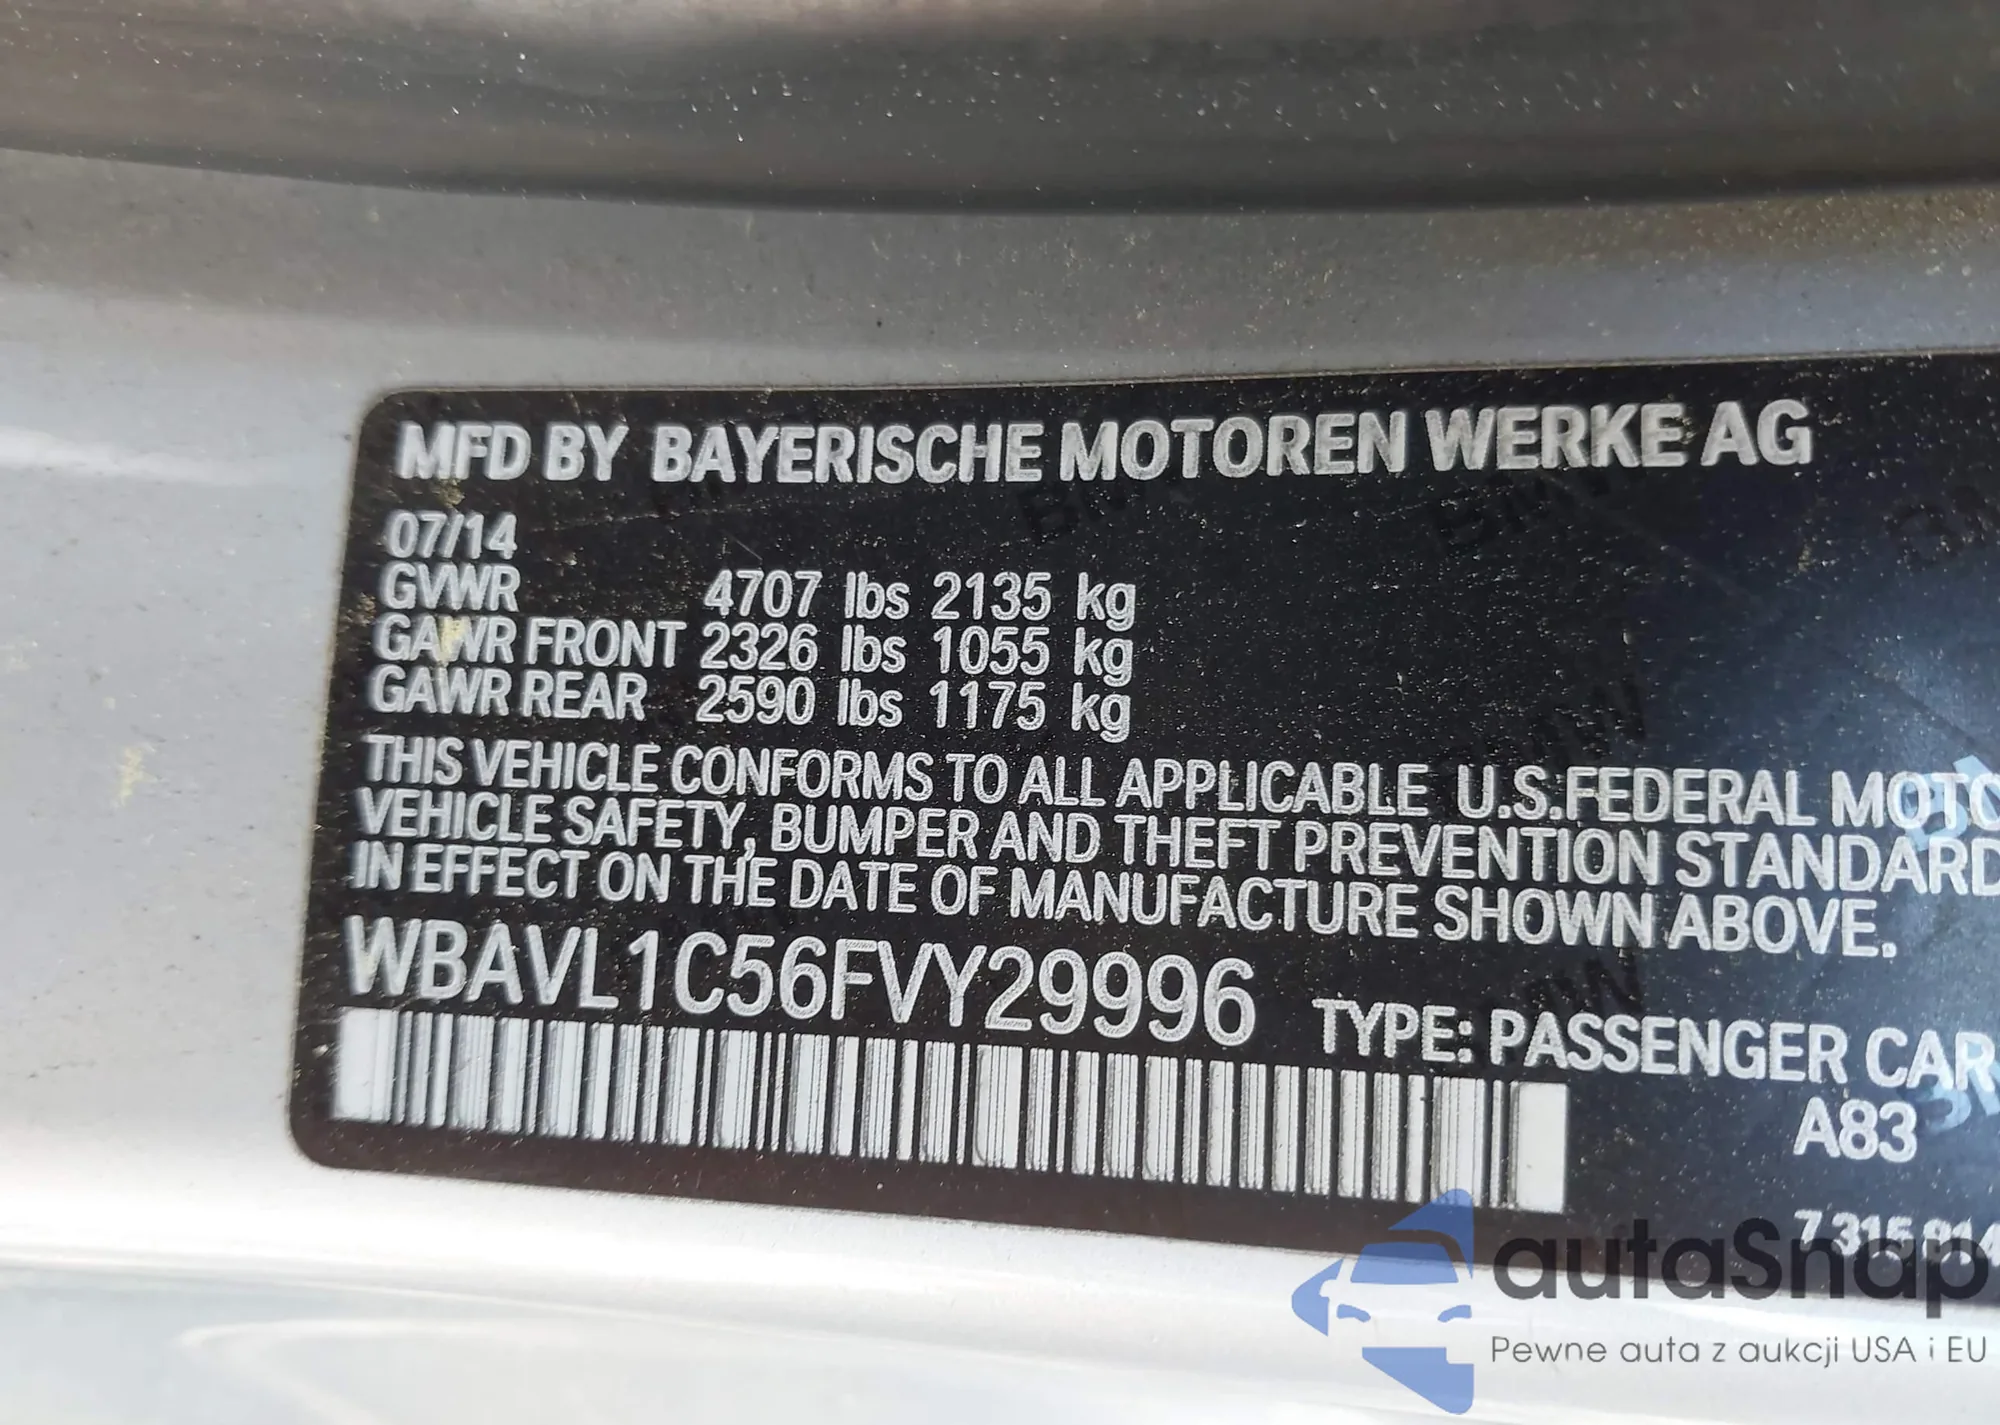 MFD BY BAYERISCHE MOTOREN WERKE AG
07/14
GVWR 4707 lbs 2135 kg
GAWR FRONT 2326 lbs 1055 kg
GAWR REAR 2590 lbs 1175 kg
THIS VEHICLE CONFORMS TO ALL APPLICABLE U.S.FEDERAL MOTO
VEHICLE SAFETY, BUMPER AND THEFT PREVENTION STANDARD
IN EFFECT ON THE DATE OF MANUFACTURE SHOWN ABOVE.
WBAVL1C56FVY29996
TYPE: PASSENGER CAR
A83
7 315 914
autaSnap
Pewne auta z aukcji USA i EU